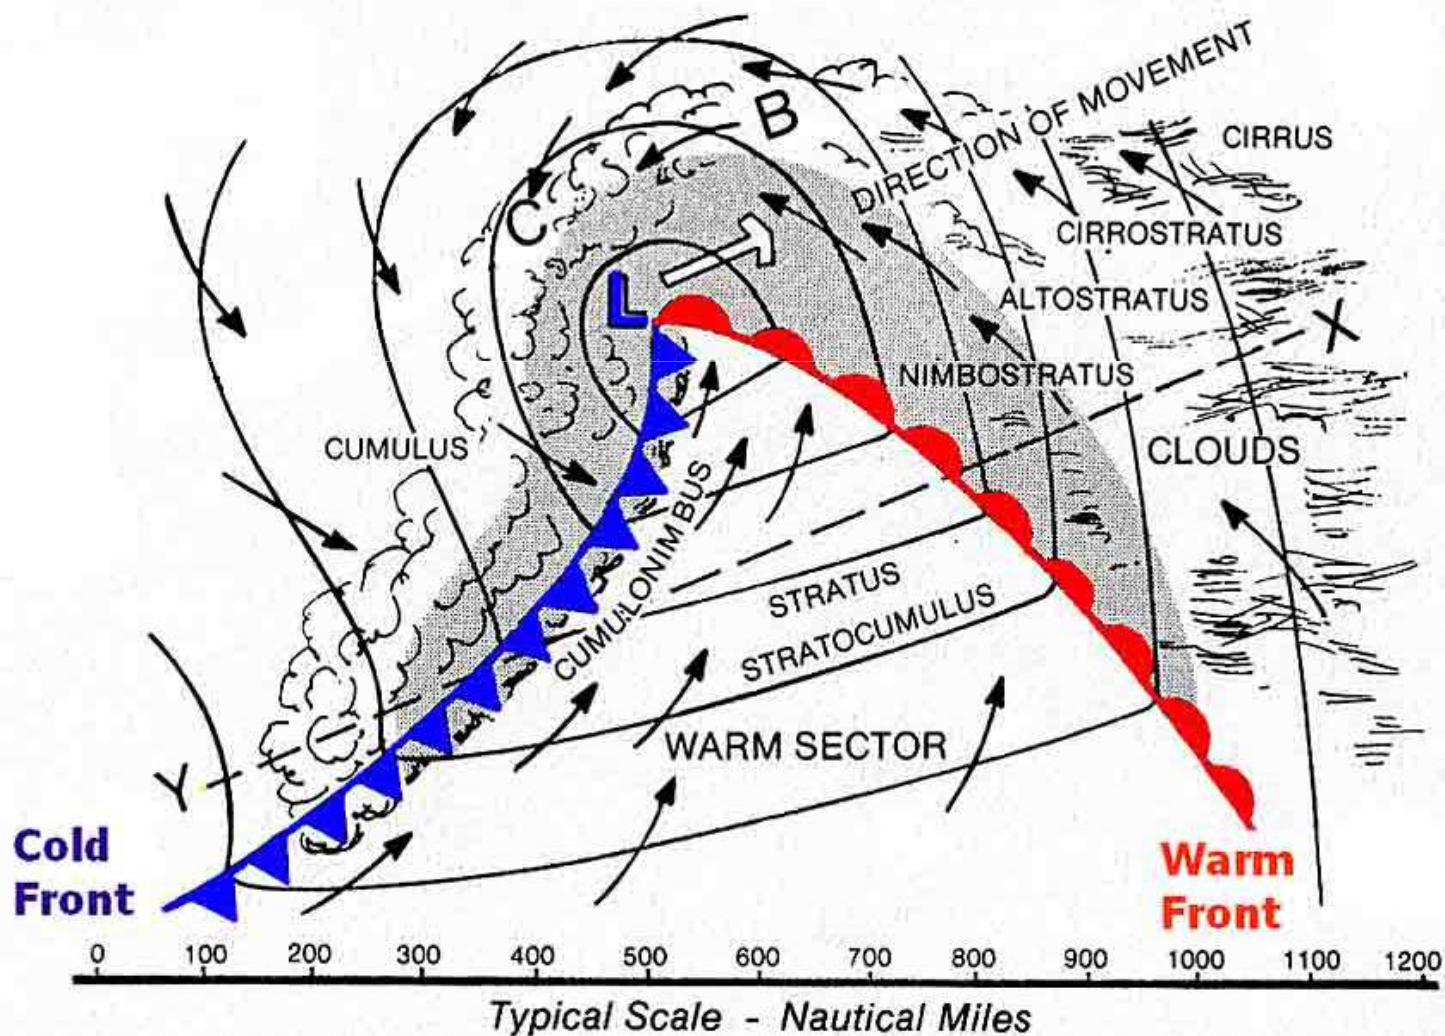 B
DIRECTION OF MOVEMENT
CIRRUS
C
CIRROSTRATUS
L
ALTOSTRATUS
X
NIMBOSTRATUS
CUMULUS
CLOUDS
CUMULONIMBUS
STRATUS
STRATOCUMULUS
WARM SECTOR
Y
Cold
Front
Warm
Front
0 100 200 300 400 500 600 700 800 900 1000 1100 1200
Typical Scale - Nautical Miles